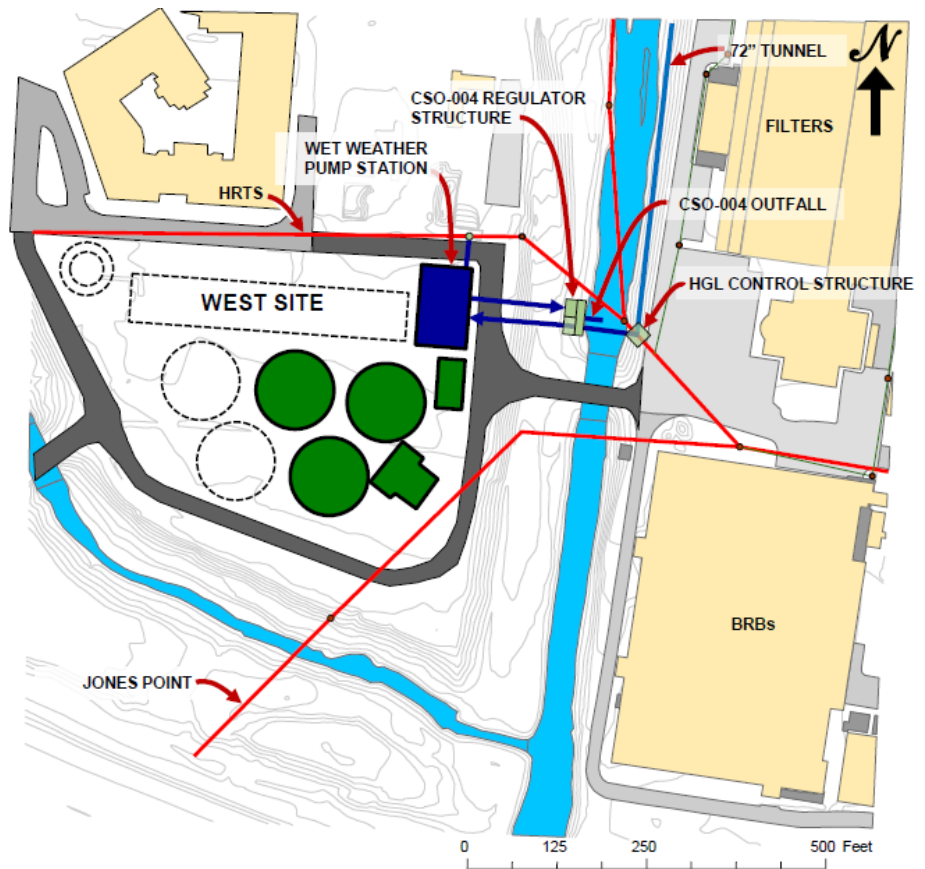 72" TUNNEL
N
CSO-004 REGULATOR
STRUCTURE
FILTERS
WET WEATHER
PUMP STATION
HRTS
CSO-004 OUTFALL
HGL CONTROL STRUCTURE
WEST SITE
BRBs
JONES POINT
0 125 250 500 Feet